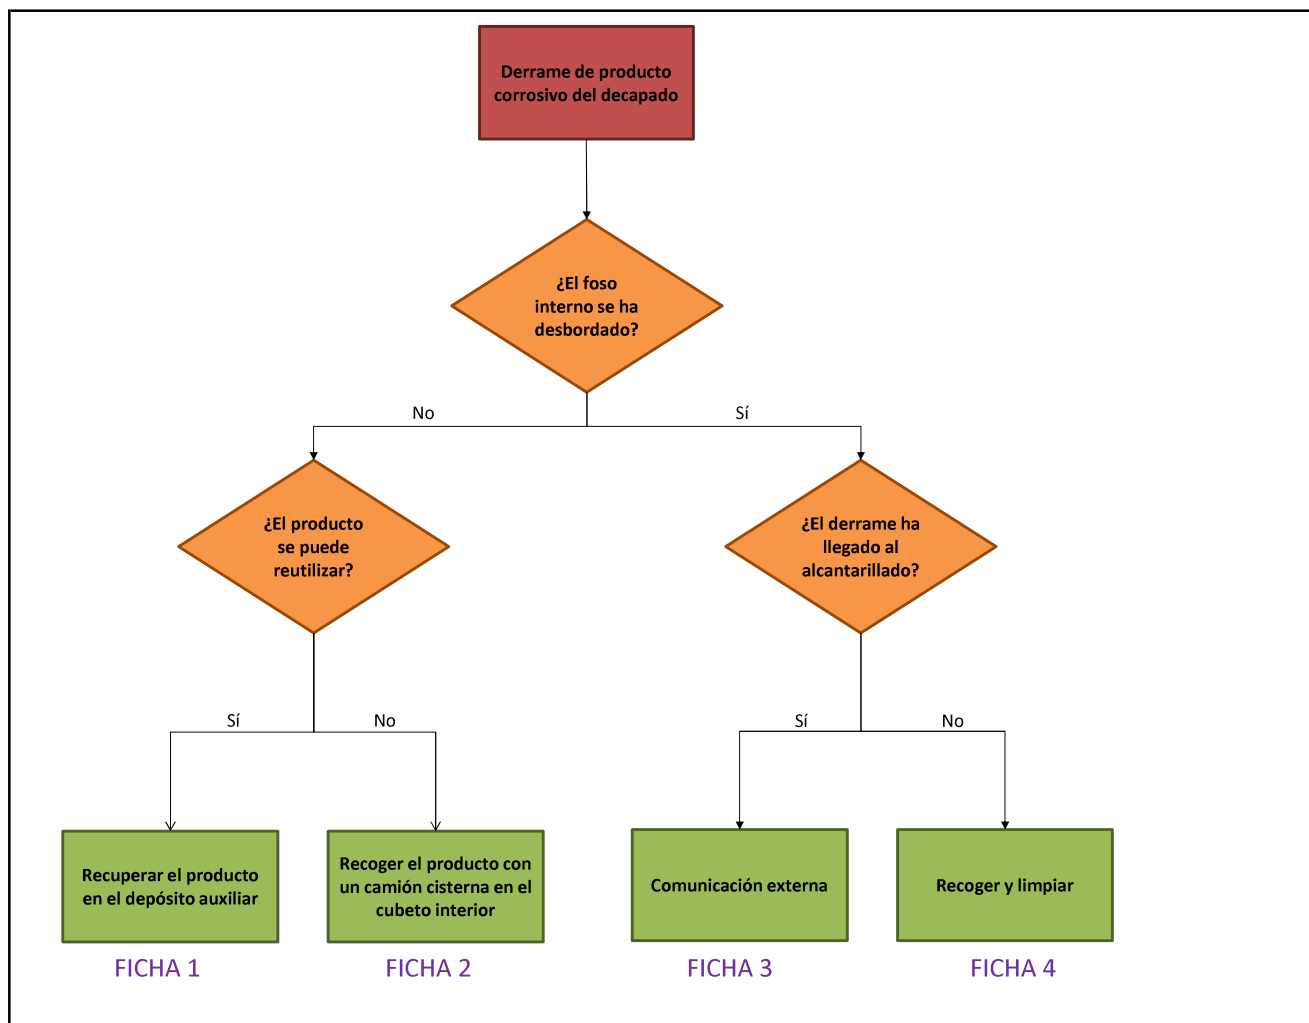 Derrame de producto
corrosivo del decapado
¿El foso
interno se ha
desbordado?
No
Sí
¿El producto
se puede
reutilizar?
¿El derrame ha
llegado al
alcantarillado?
Sí
No
Sí
No
Recuperar el producto
en el depósito auxiliar
Recoger el producto con
un camión cisterna en el
cubeto interior
Comunicación externa
Recoger y limpiar
FICHA 1
FICHA 2
FICHA 3
FICHA 4